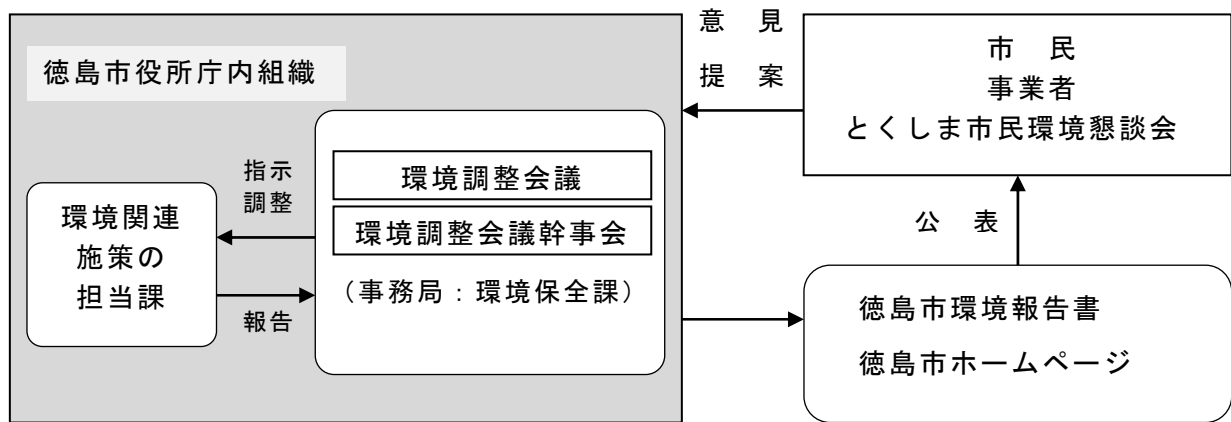 徳島市役所庁内組織
環境関連
施策の
担当課
指示
調整
報告
環境調整会議
環境調整会議幹事会
（事務局：環境保全課）
意 見
提 案
市 民
事業者
とくしま市民環境懇談会
公 表
徳島市環境報告書
徳島市ホームページ